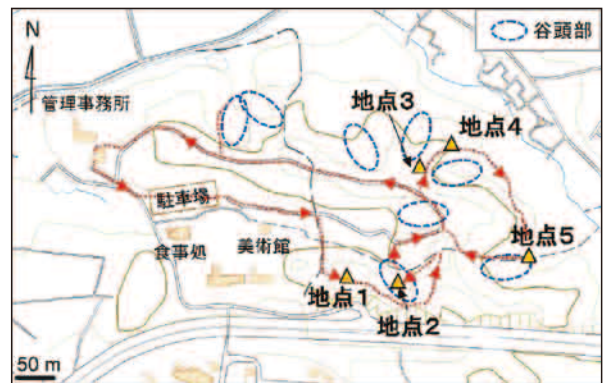 N
谷頭部
管理事務所
地点3
地点4
駐車場
食事処
美術館
地点5
地点1
地点2
50 m